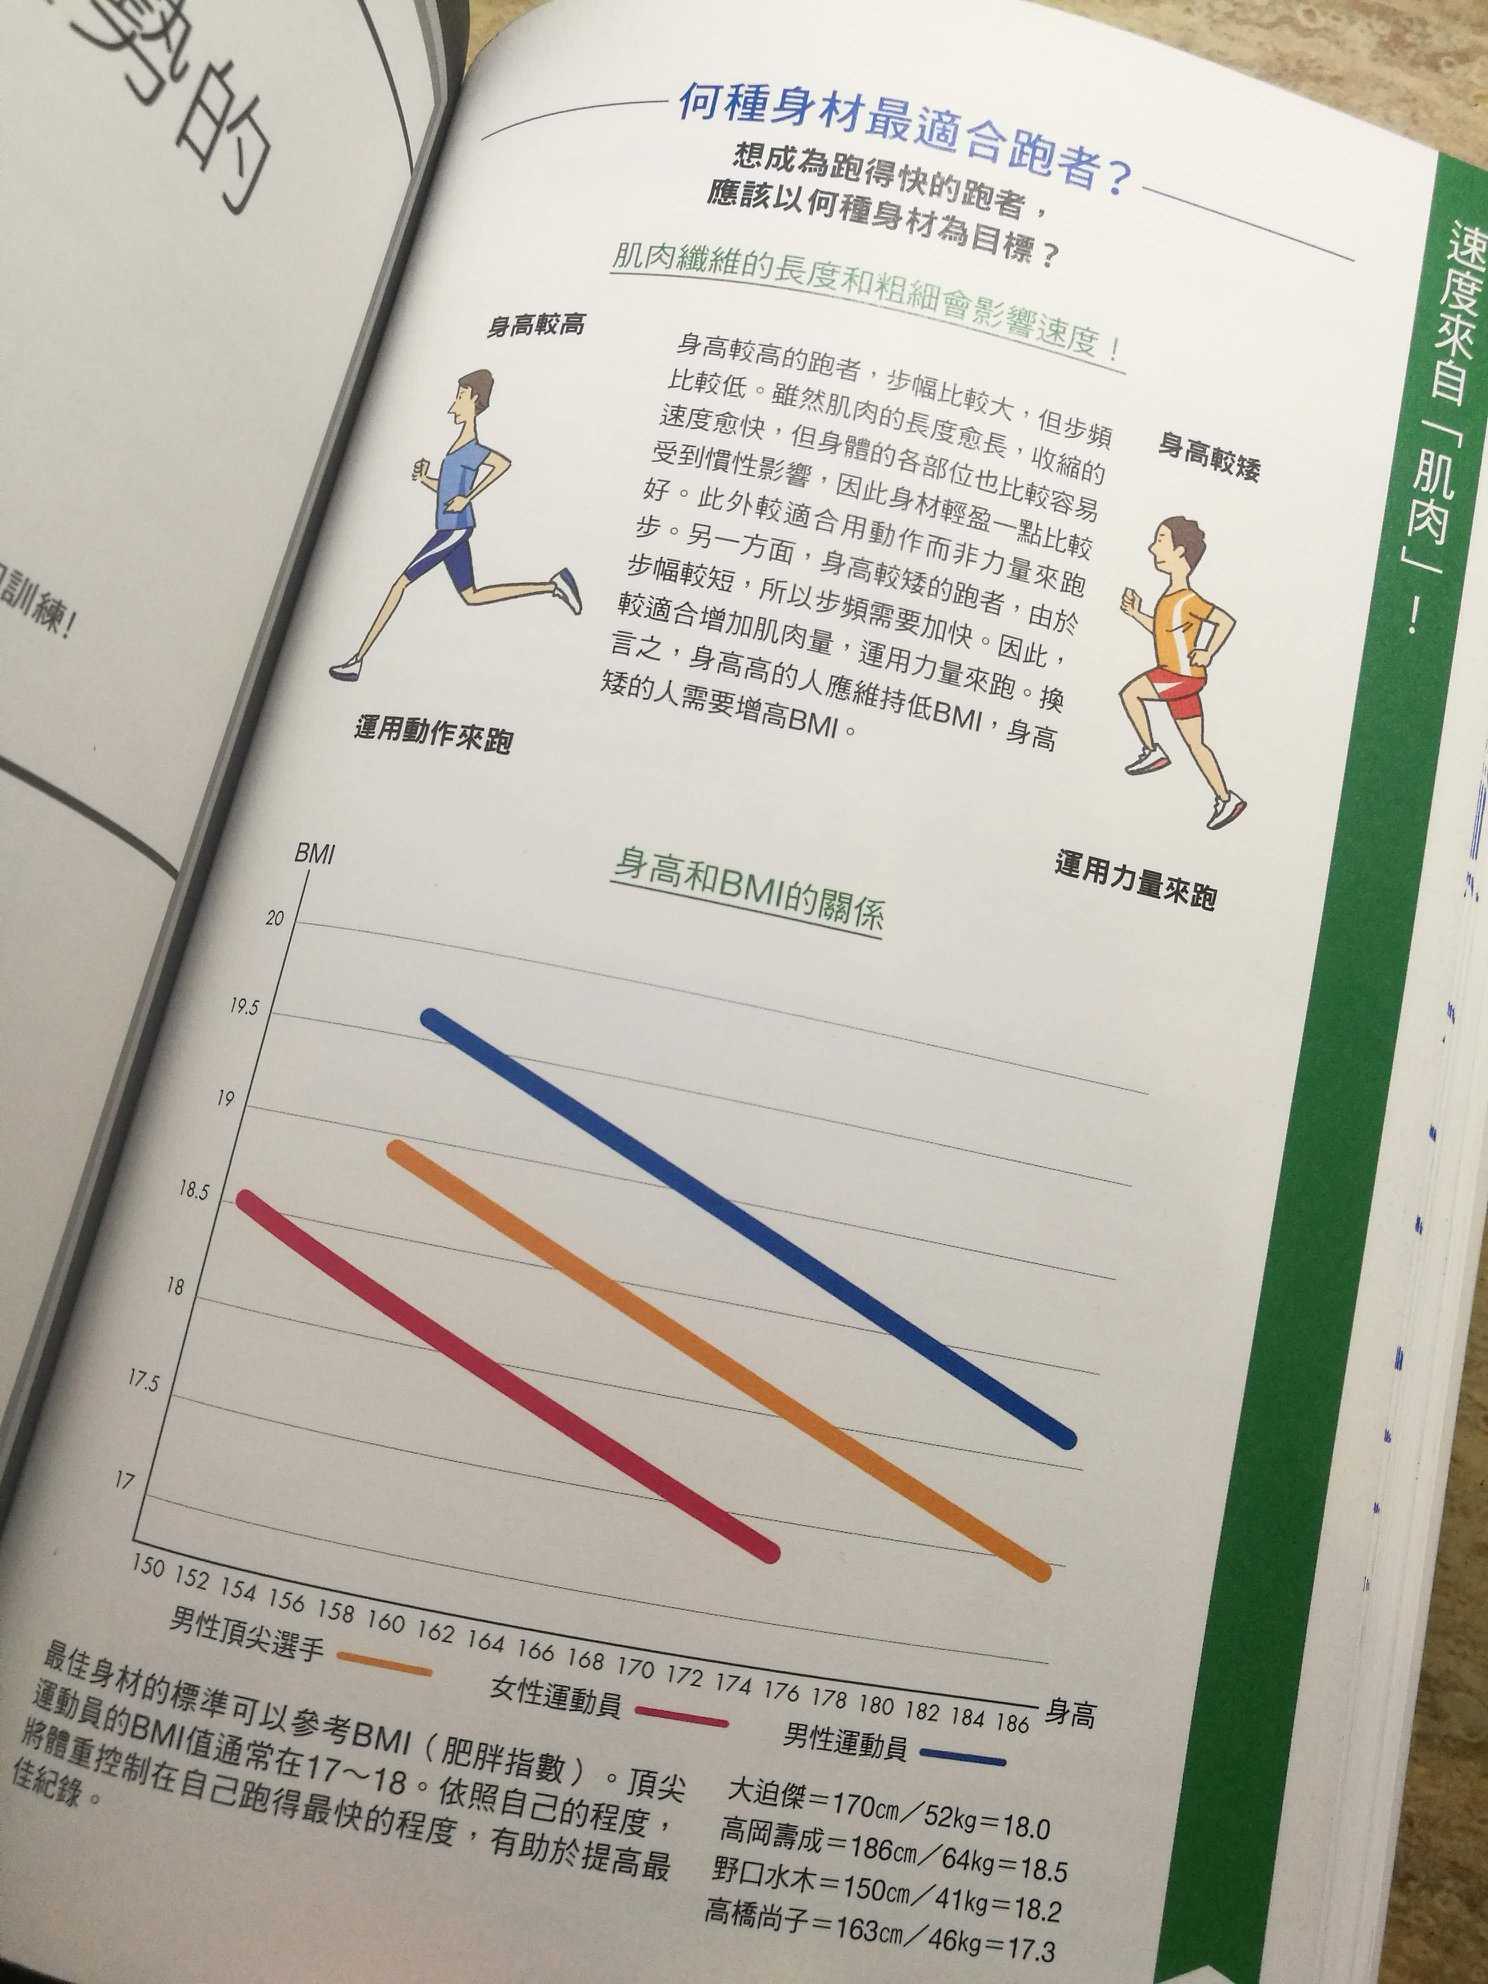 勢的
訓練!
何種身材最適合跑者?
想成為跑得快的跑者，
應該以何種身材為目標？
肌肉纖維的長度和粗細會影響速度！
身高較高
身高較高的跑者，步幅比較大，但步頻
比較低。雖然肌肉的長度愈長，收縮的
速度愈快，但身體的各部位也比較容易
受到慣性影響，因此身材輕盈一點比較
好。此外較適合用動作而非力量來跑
步。另一方面，身高較矮的跑者，由於
步幅較短，所以步頻需要加快。因此，
較適合增加肌肉量，運用力量來跑。換
言之，身高高的人應維持低BMI，身高
矮的人需要增高BMI。
身高較矮
運用動作來跑
運用力量來跑
身高和BMI的關係
BMI
20
19.5
19
18.5
18
17.5
17
150 152 154 156 158 160 162 164 166 168 170 172 174 176 178 180 182 184 186 身高
男性頂尖選手
女性運動員
男性運動員
最佳身材的標準可以參考BMI（肥胖指數）。頂尖
運動員的BMI值通常在17～18。依照自己的程度，
將體重控制在自己跑得最快的程度，有助於提高最
佳紀錄。
大迫傑＝170㎝／52㎏＝18.0
高岡壽成＝186㎝／64㎏＝18.5
野口水木＝150㎝／41㎏＝18.2
高橋尚子＝163㎝／46㎏＝17.3
速度來自「肌肉」！